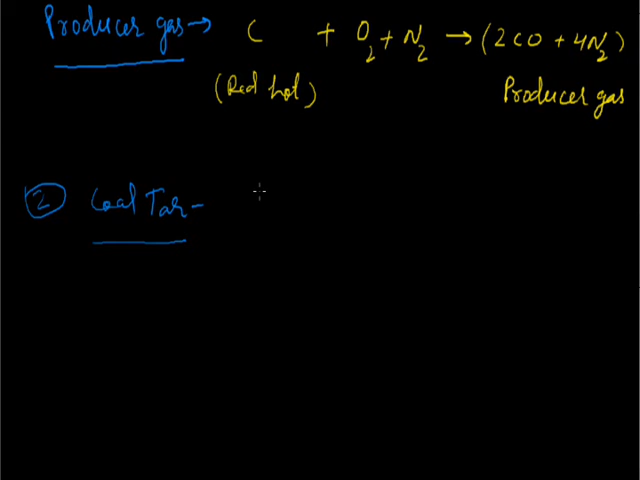 Producer gas → C + O₂ + N₂ → (2CO + 4N₂)
(Red hot) Producer gas
② Coal Tar –